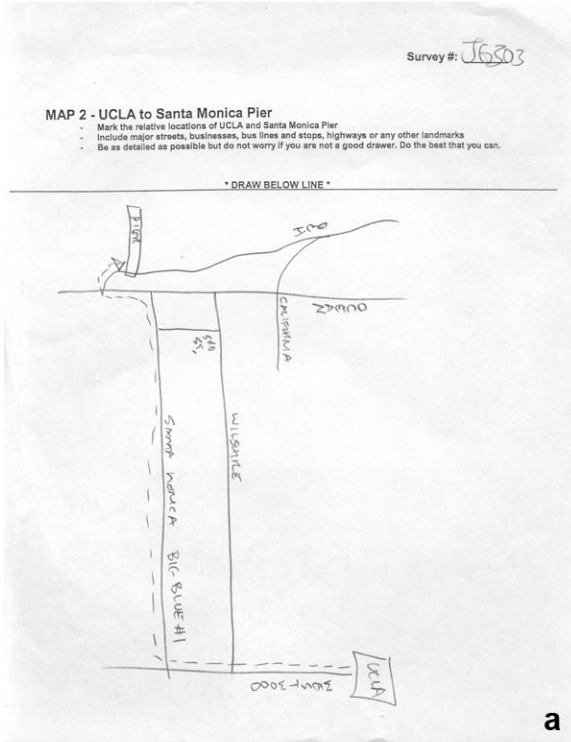 Survey #: J6303
MAP 2 - UCLA to Santa Monica Pier
- Mark the relative locations of UCLA and Santa Monica Pier
- Include major streets, businesses, bus lines and stops, highways or any other landmarks
- Be as detailed as possible but do not worry if you are not a good drawer. Do the best that you can.
* DRAW BELOW LINE *
PIER
PCH
OCEAN
CALIFORNIA
3RD
ST.
WILSHIRE
SANTA MONICA BIG BLUE #1
UCLA
a